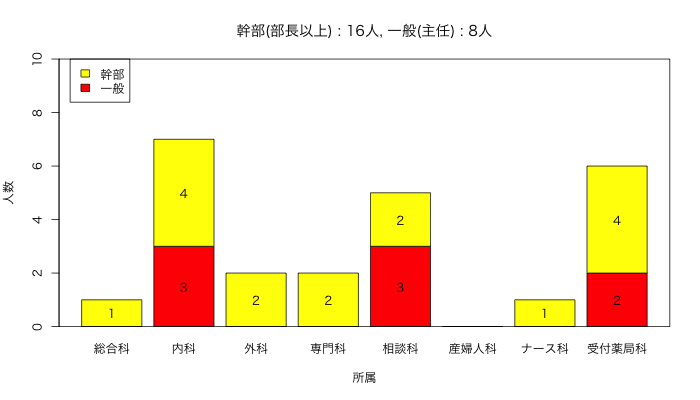 幹部(部長以上) : 16人, 一般(主任) : 8人
幹部
一般
人数
10
8
6
4
2
0
1
4
3
2
2
2
3
1
4
2
総合科 内科 外科 専門科 相談科 産婦人科 ナース科 受付薬局科
所属